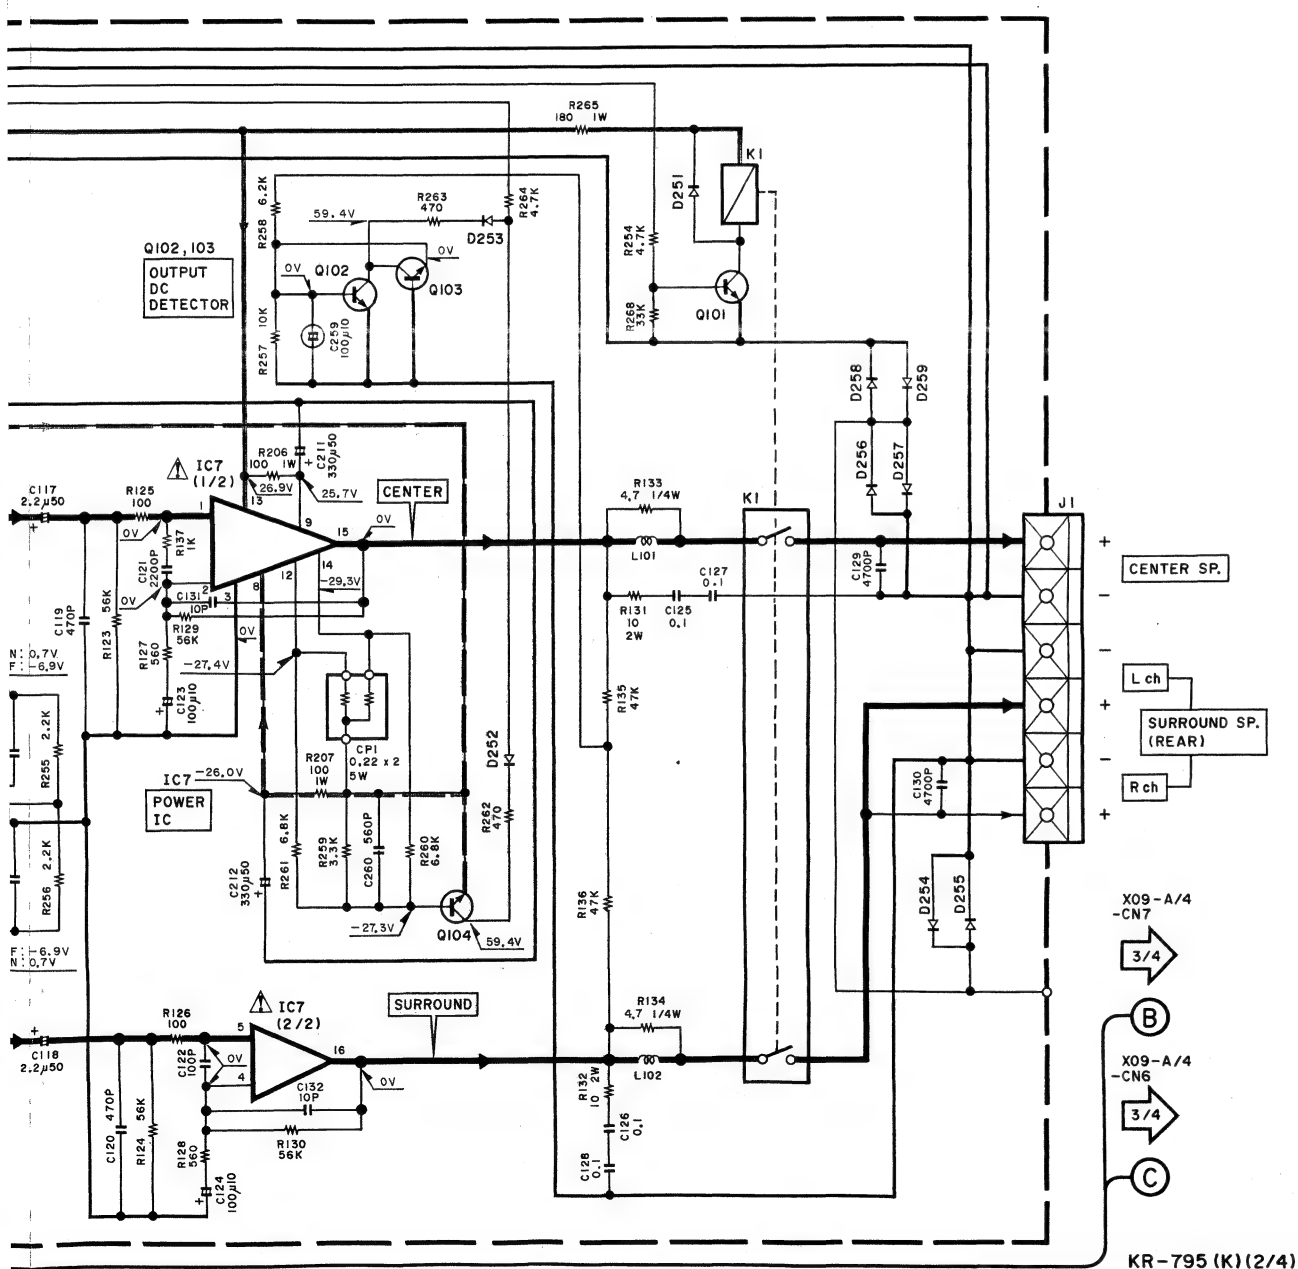 R265
180 1W
K1
D251
R264
4.7K
R254
4.7K
R268
33K
Q101
R258 6.2K
59.4V
R263
470
D253
0V
Q102, 103
OUTPUT
DC
DETECTOR
0V
Q102
Q103
R257 10K
C259
100µ10
D258
D259
D256
D257
C117
2.2µ50
+
R125
100
IC7
(1/2)
R206
100 1W
26.9V
C211
330µ50
+
25.7V
CENTER
0V
R133
4.7 1/4W
K1
J1
1
13
9
15
14
12
8
2
3
0V
R137
1K
C121
2200P
0V
C131
10P
R129
56K
0V
-29.3V
L101
C129
4700P
+
CENTER SP.
-
-
L ch
+
SURROUND SP.
(REAR)
-
R ch
+
C119
470P
R123 56K
R127
560
C123
100µ10
+
N: 0.7V
F: -6.9V
-27.4V
R131
10
2W
C125
0.1
C127
0.1
R135
47K
R255 2.2K
R256 2.2K
CP1
0.22 x 2
5W
R207
100
1W
D252
IC7
-26.0V
POWER
IC
C130
4700P
C212
330µ50
+
R261 6.8K
R259
3.3K
C260 560P
R260
6.8K
R262
470
-27.3V
Q104
59.4V
R136
47K
D254
D255
X09-A/4
-CN7
3/4
B
F: -6.9V
N: 0.7V
X09-A/4
-CN6
3/4
C
+
C118
2.2µ50
R126
100
IC7
(2/2)
SURROUND
R134
4.7 1/4W
5
4
16
C122
100P
0V
0V
C132
10P
L102
R132
10 2W
C126
0.1
C128
0.1
C120 470P
R124 56K
R128
560
R130
56K
C124
100µ10
+
KR-795 (K) (2/4)